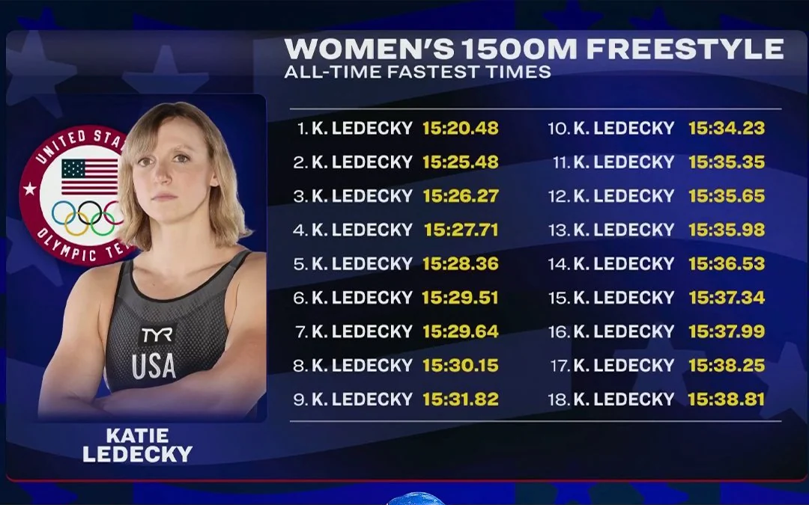 WOMEN'S 1500M FREESTYLE
ALL-TIME FASTEST TIMES
UNITED STA
OLYMPIC TE
TYR
USA
KATIE
LEDECKY
1. K. LEDECKY 15:20.48
2. K. LEDECKY 15:25.48
3. K. LEDECKY 15:26.27
4. K. LEDECKY 15:27.71
5. K. LEDECKY 15:28.36
6. K. LEDECKY 15:29.51
7. K. LEDECKY 15:29.64
8. K. LEDECKY 15:30.15
9. K. LEDECKY 15:31.82
10. K. LEDECKY 15:34.23
11. K. LEDECKY 15:35.35
12. K. LEDECKY 15:35.65
13. K. LEDECKY 15:35.98
14. K. LEDECKY 15:36.53
15. K. LEDECKY 15:37.34
16. K. LEDECKY 15:37.99
17. K. LEDECKY 15:38.25
18. K. LEDECKY 15:38.81